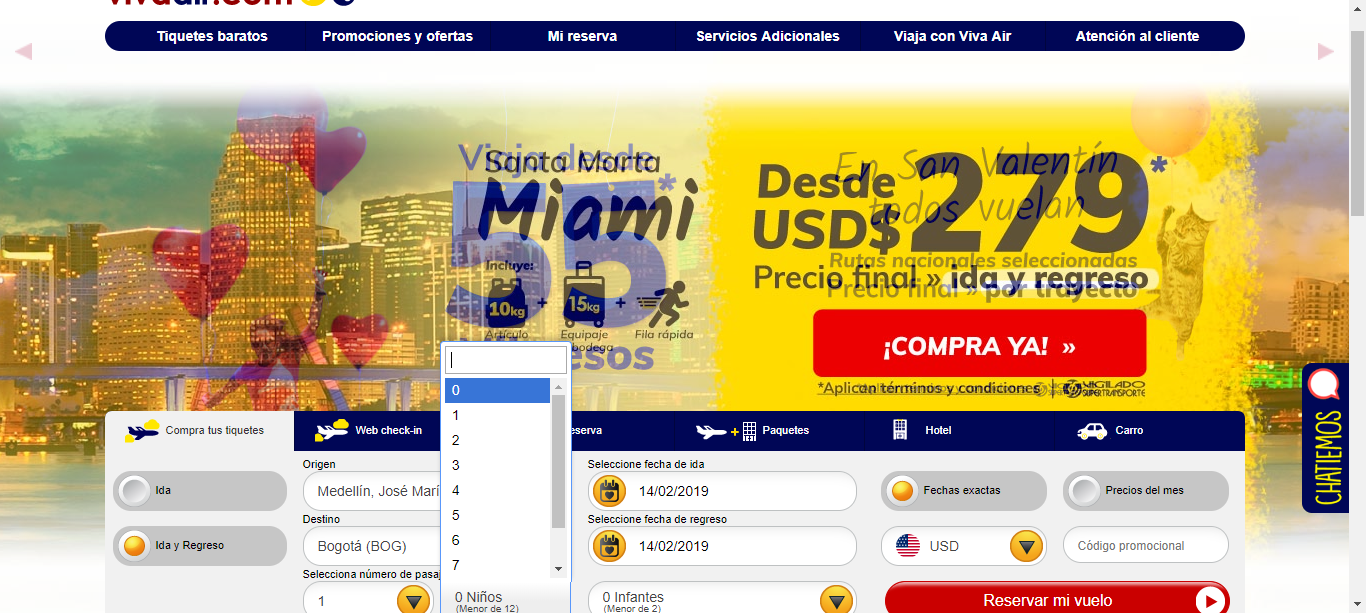 vivaair.com
Tiquetes baratos
Promociones y ofertas
Mi reserva
Servicios Adicionales
Viaja con Viva Air
Atención al cliente
Viaja desde
Santa Marta
55*
Miami
Incluye:
10kg + 15kg +
Artículo
Equipaje
bodega
Fila rápida
esos
Desde
USD$ 279*
En San Valentín
todos vuelan
Rutas nacionales seleccionadas
Precio final » ida y regreso
Precio final » por trayecto
¡COMPRA YA! »
*Aplican términos y condiciones
VIGILADO
SUPERTRANSPORTE
CHATIEMOS
0
1
2
3
4
5
6
7
Compra tus tiquetes
Web check-in
eserva
Paquetes
Hotel
Carro
Ida
Ida y Regreso
Origen
Medellín, José Marí
Destino
Bogotá (BOG)
Selecciona número de pasaj
1
0 Niños
(Menor de 12)
Seleccione fecha de ida
14/02/2019
Seleccione fecha de regreso
14/02/2019
0 Infantes
(Menor de 2)
Fechas exactas
Precios del mes
USD
Código promocional
Reservar mi vuelo